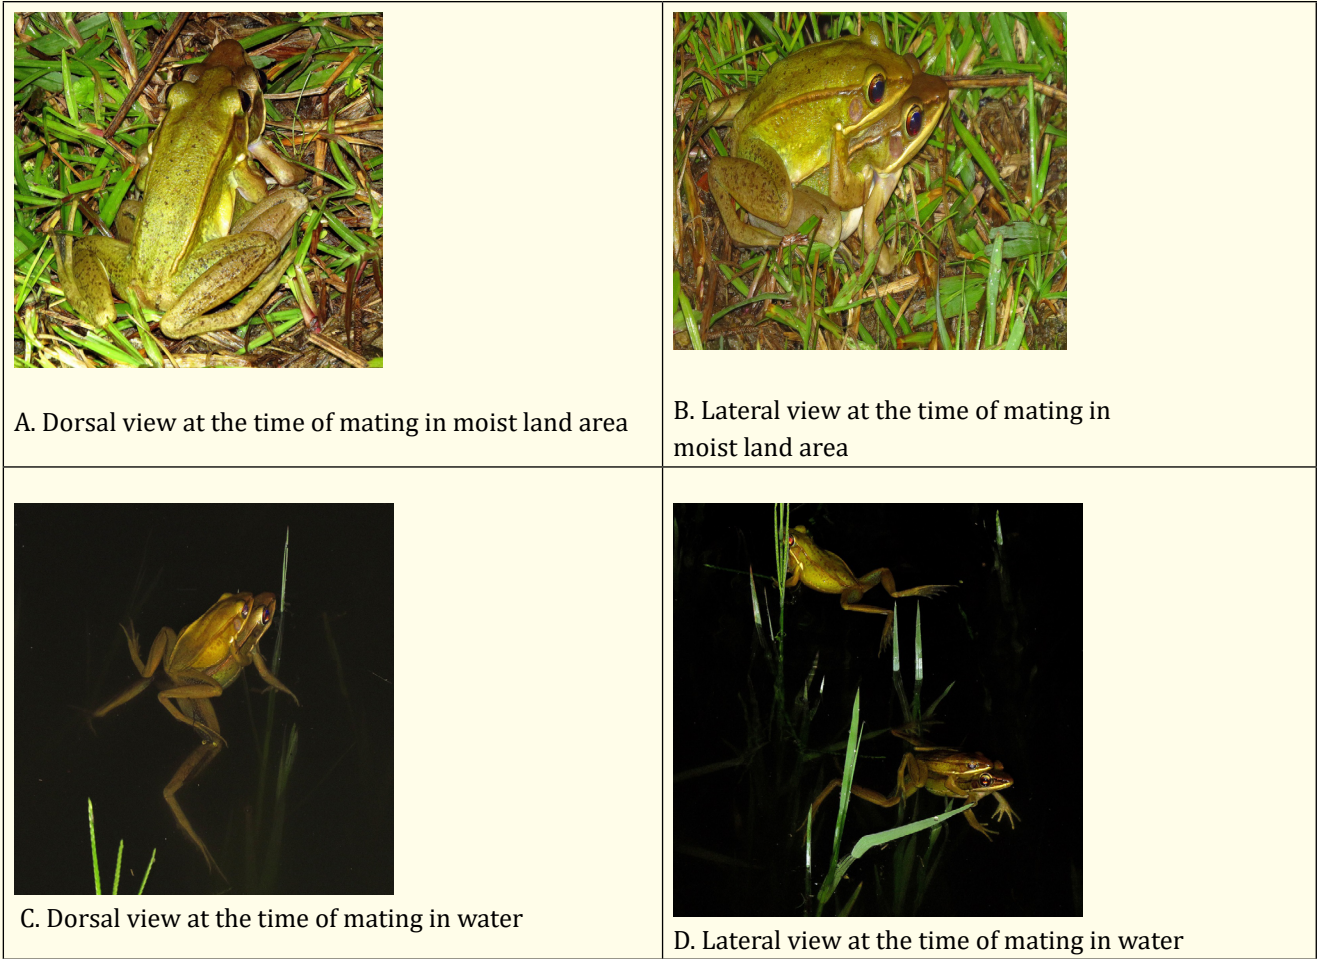 A. Dorsal view at the time of mating in moist land area
B. Lateral view at the time of mating in
moist land area
C. Dorsal view at the time of mating in water
D. Lateral view at the time of mating in water